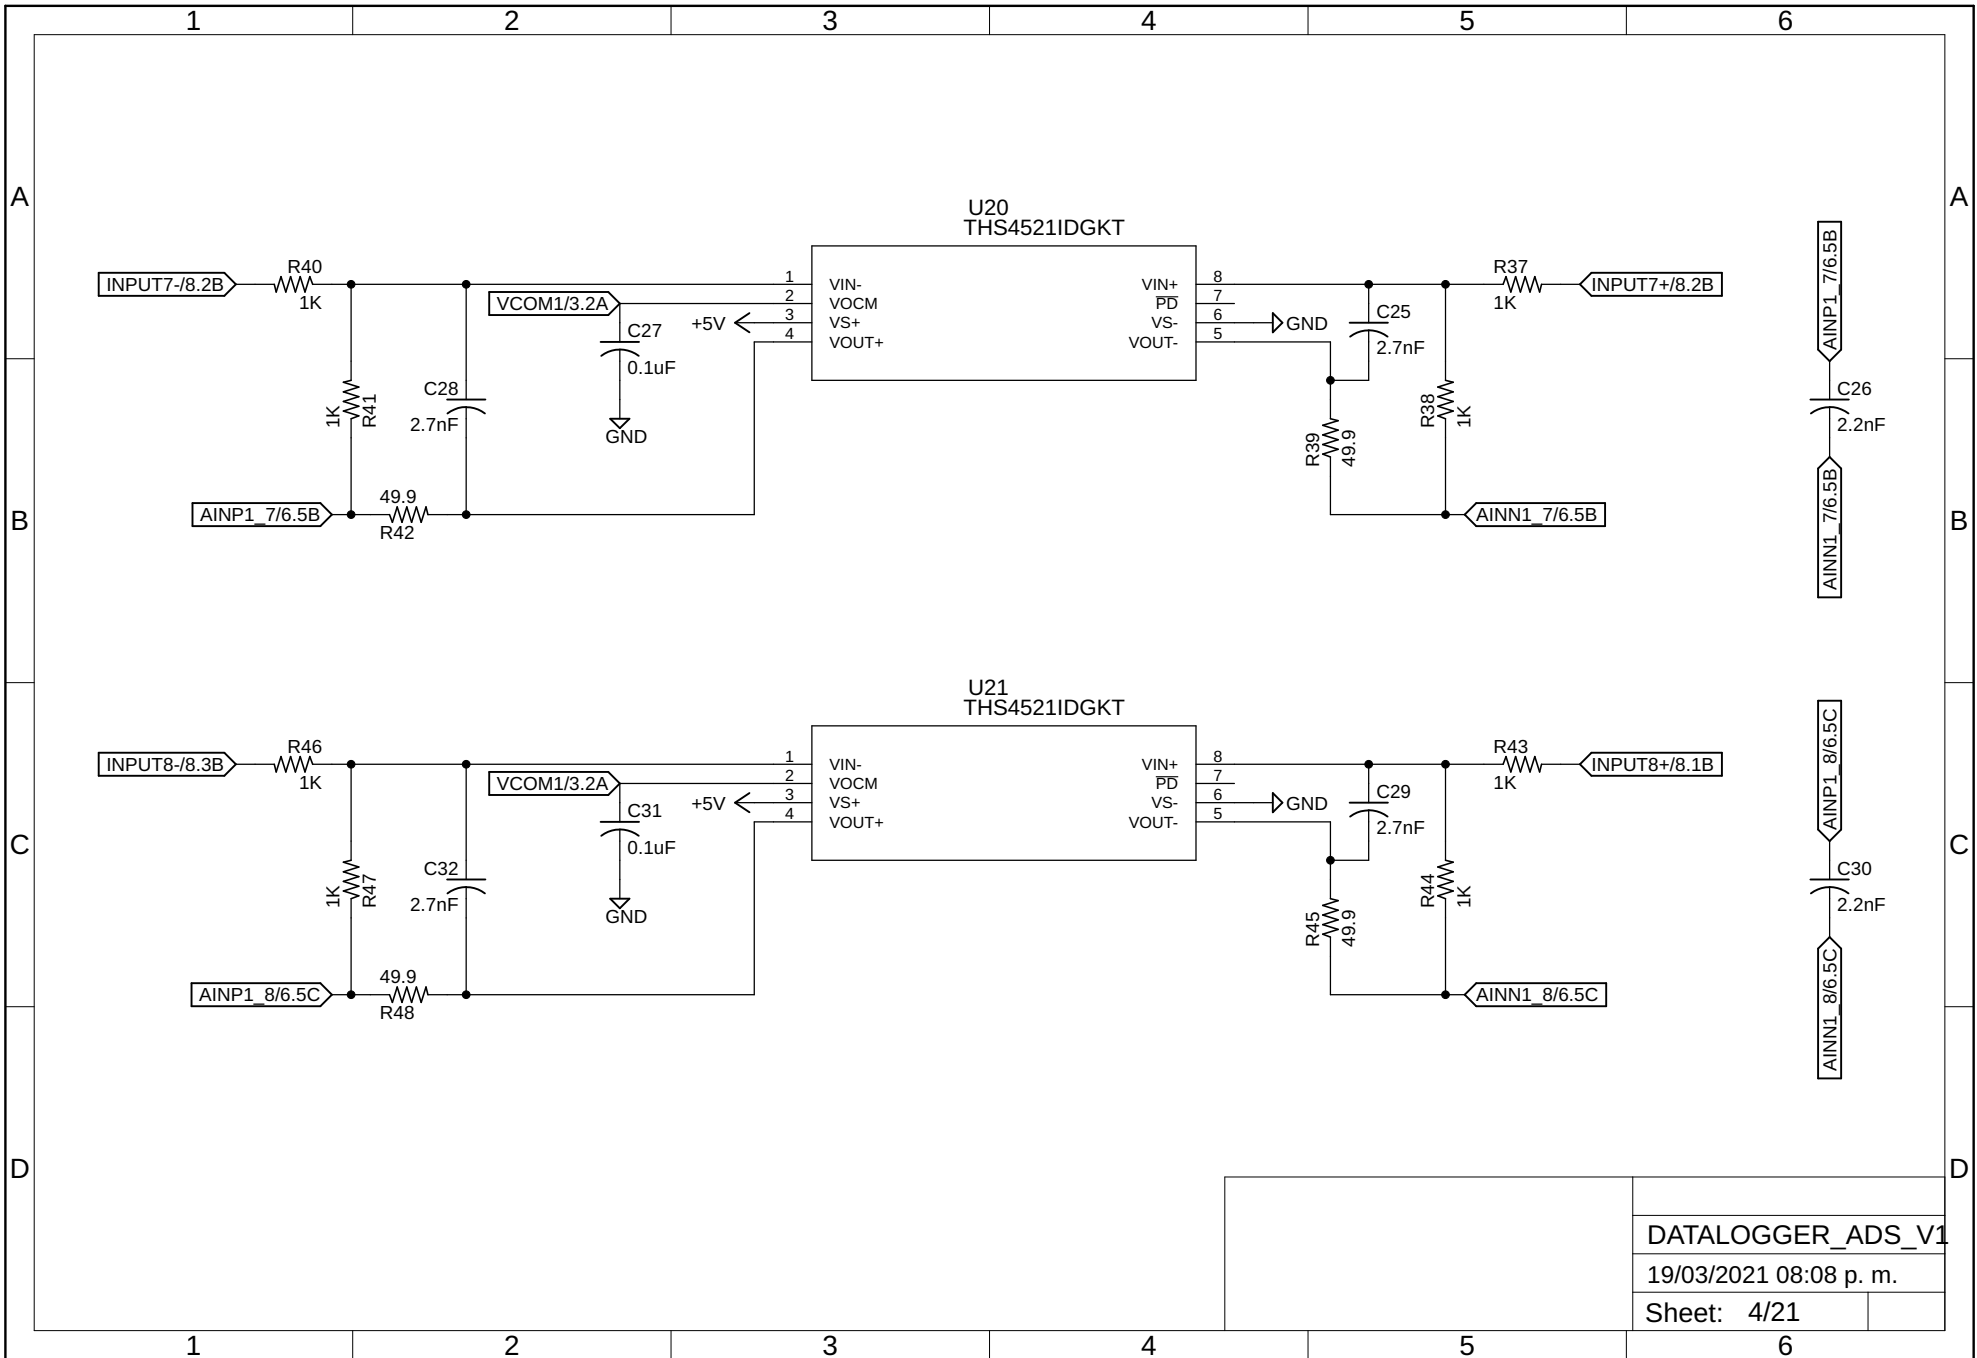 1 2 3 4 5 6
A A
U20
THS4521IDGKT
INPUT7-/8.2B
R40
1K
VCOM1/3.2A
+5V
C27
0.1uF
GND
1 VIN-
2 VOCM
3 VS+
4 VOUT+
VIN+ 8
PD 7
VS- 6
VOUT- 5
GND
C25
2.7nF
R37
1K
INPUT7+/8.2B
AINP1_7/6.5B
1K
R41
C28
2.7nF
R39
49.9
R38
1K
C26
2.2nF
B B
AINP1_7/6.5B
49.9
R42
AINN1_7/6.5B
AINN1_7/6.5B
U21
THS4521IDGKT
INPUT8-/8.3B
R46
1K
VCOM1/3.2A
+5V
C31
0.1uF
GND
1 VIN-
2 VOCM
3 VS+
4 VOUT+
VIN+ 8
PD 7
VS- 6
VOUT- 5
GND
C29
2.7nF
R43
1K
INPUT8+/8.1B
AINP1_8/6.5C
C C
1K
R47
C32
2.7nF
R45
49.9
R44
1K
C30
2.2nF
AINP1_8/6.5C
49.9
R48
AINN1_8/6.5C
AINN1_8/6.5C
D D
DATALOGGER_ADS_V1
19/03/2021 08:08 p. m.
Sheet: 4/21
1 2 3 4 5 6